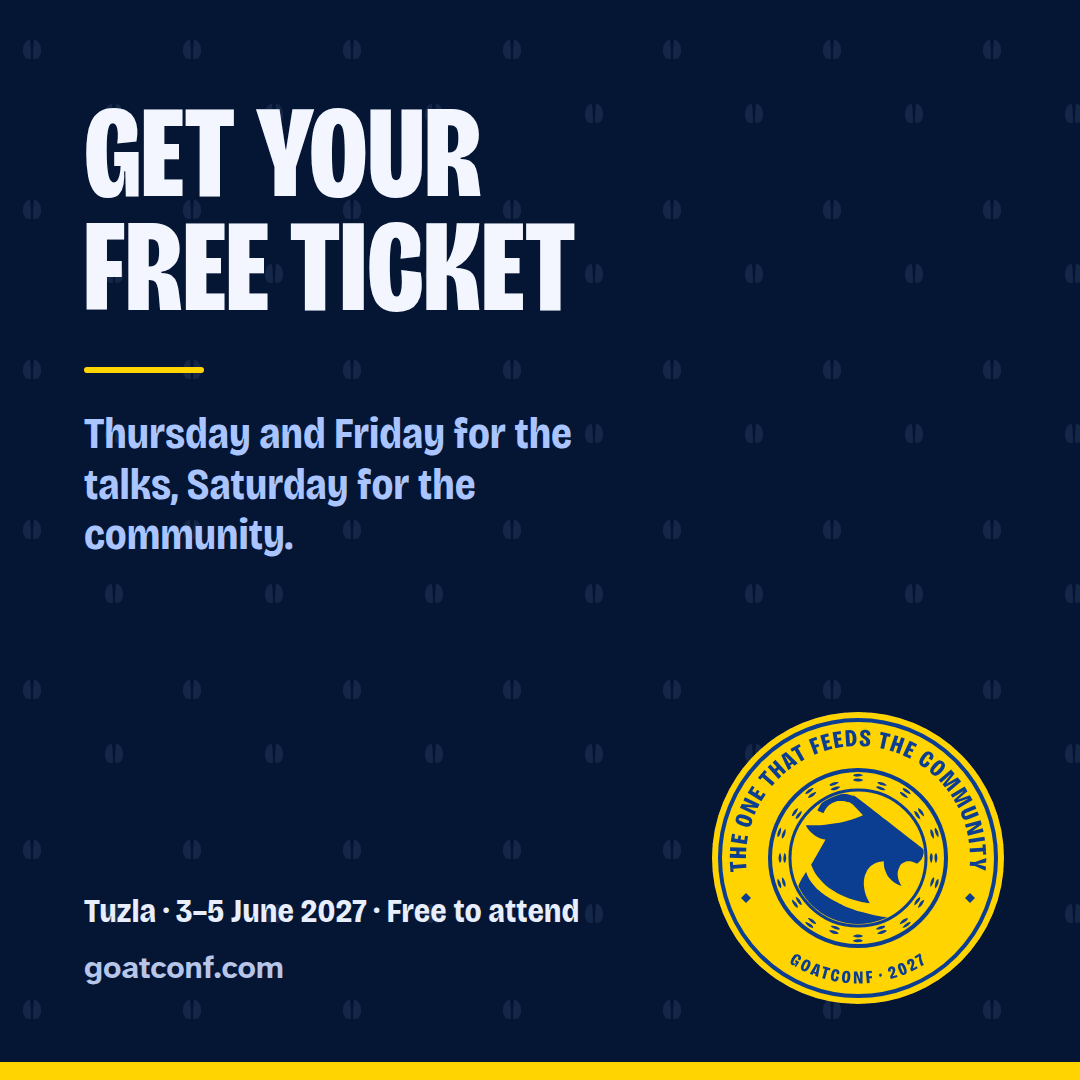 GET YOUR
FREE TICKET
Thursday and Friday for the
talks, Saturday for the
community.
Tuzla · 3–5 June 2027 · Free to attend
goatconf.com
THE ONE THAT FEEDS THE COMMUNITY
GOATCONF · 2027